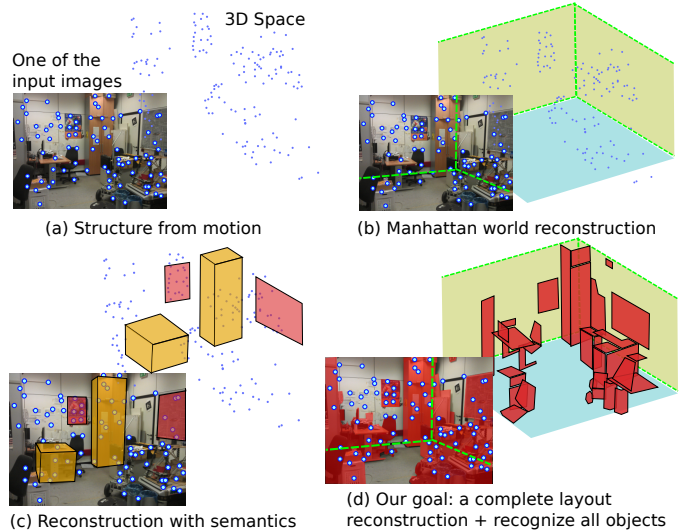 3D Space
One of the
input images
(a) Structure from motion
(b) Manhattan world reconstruction
(c) Reconstruction with semantics
(d) Our goal: a complete layout
reconstruction + recognize all objects